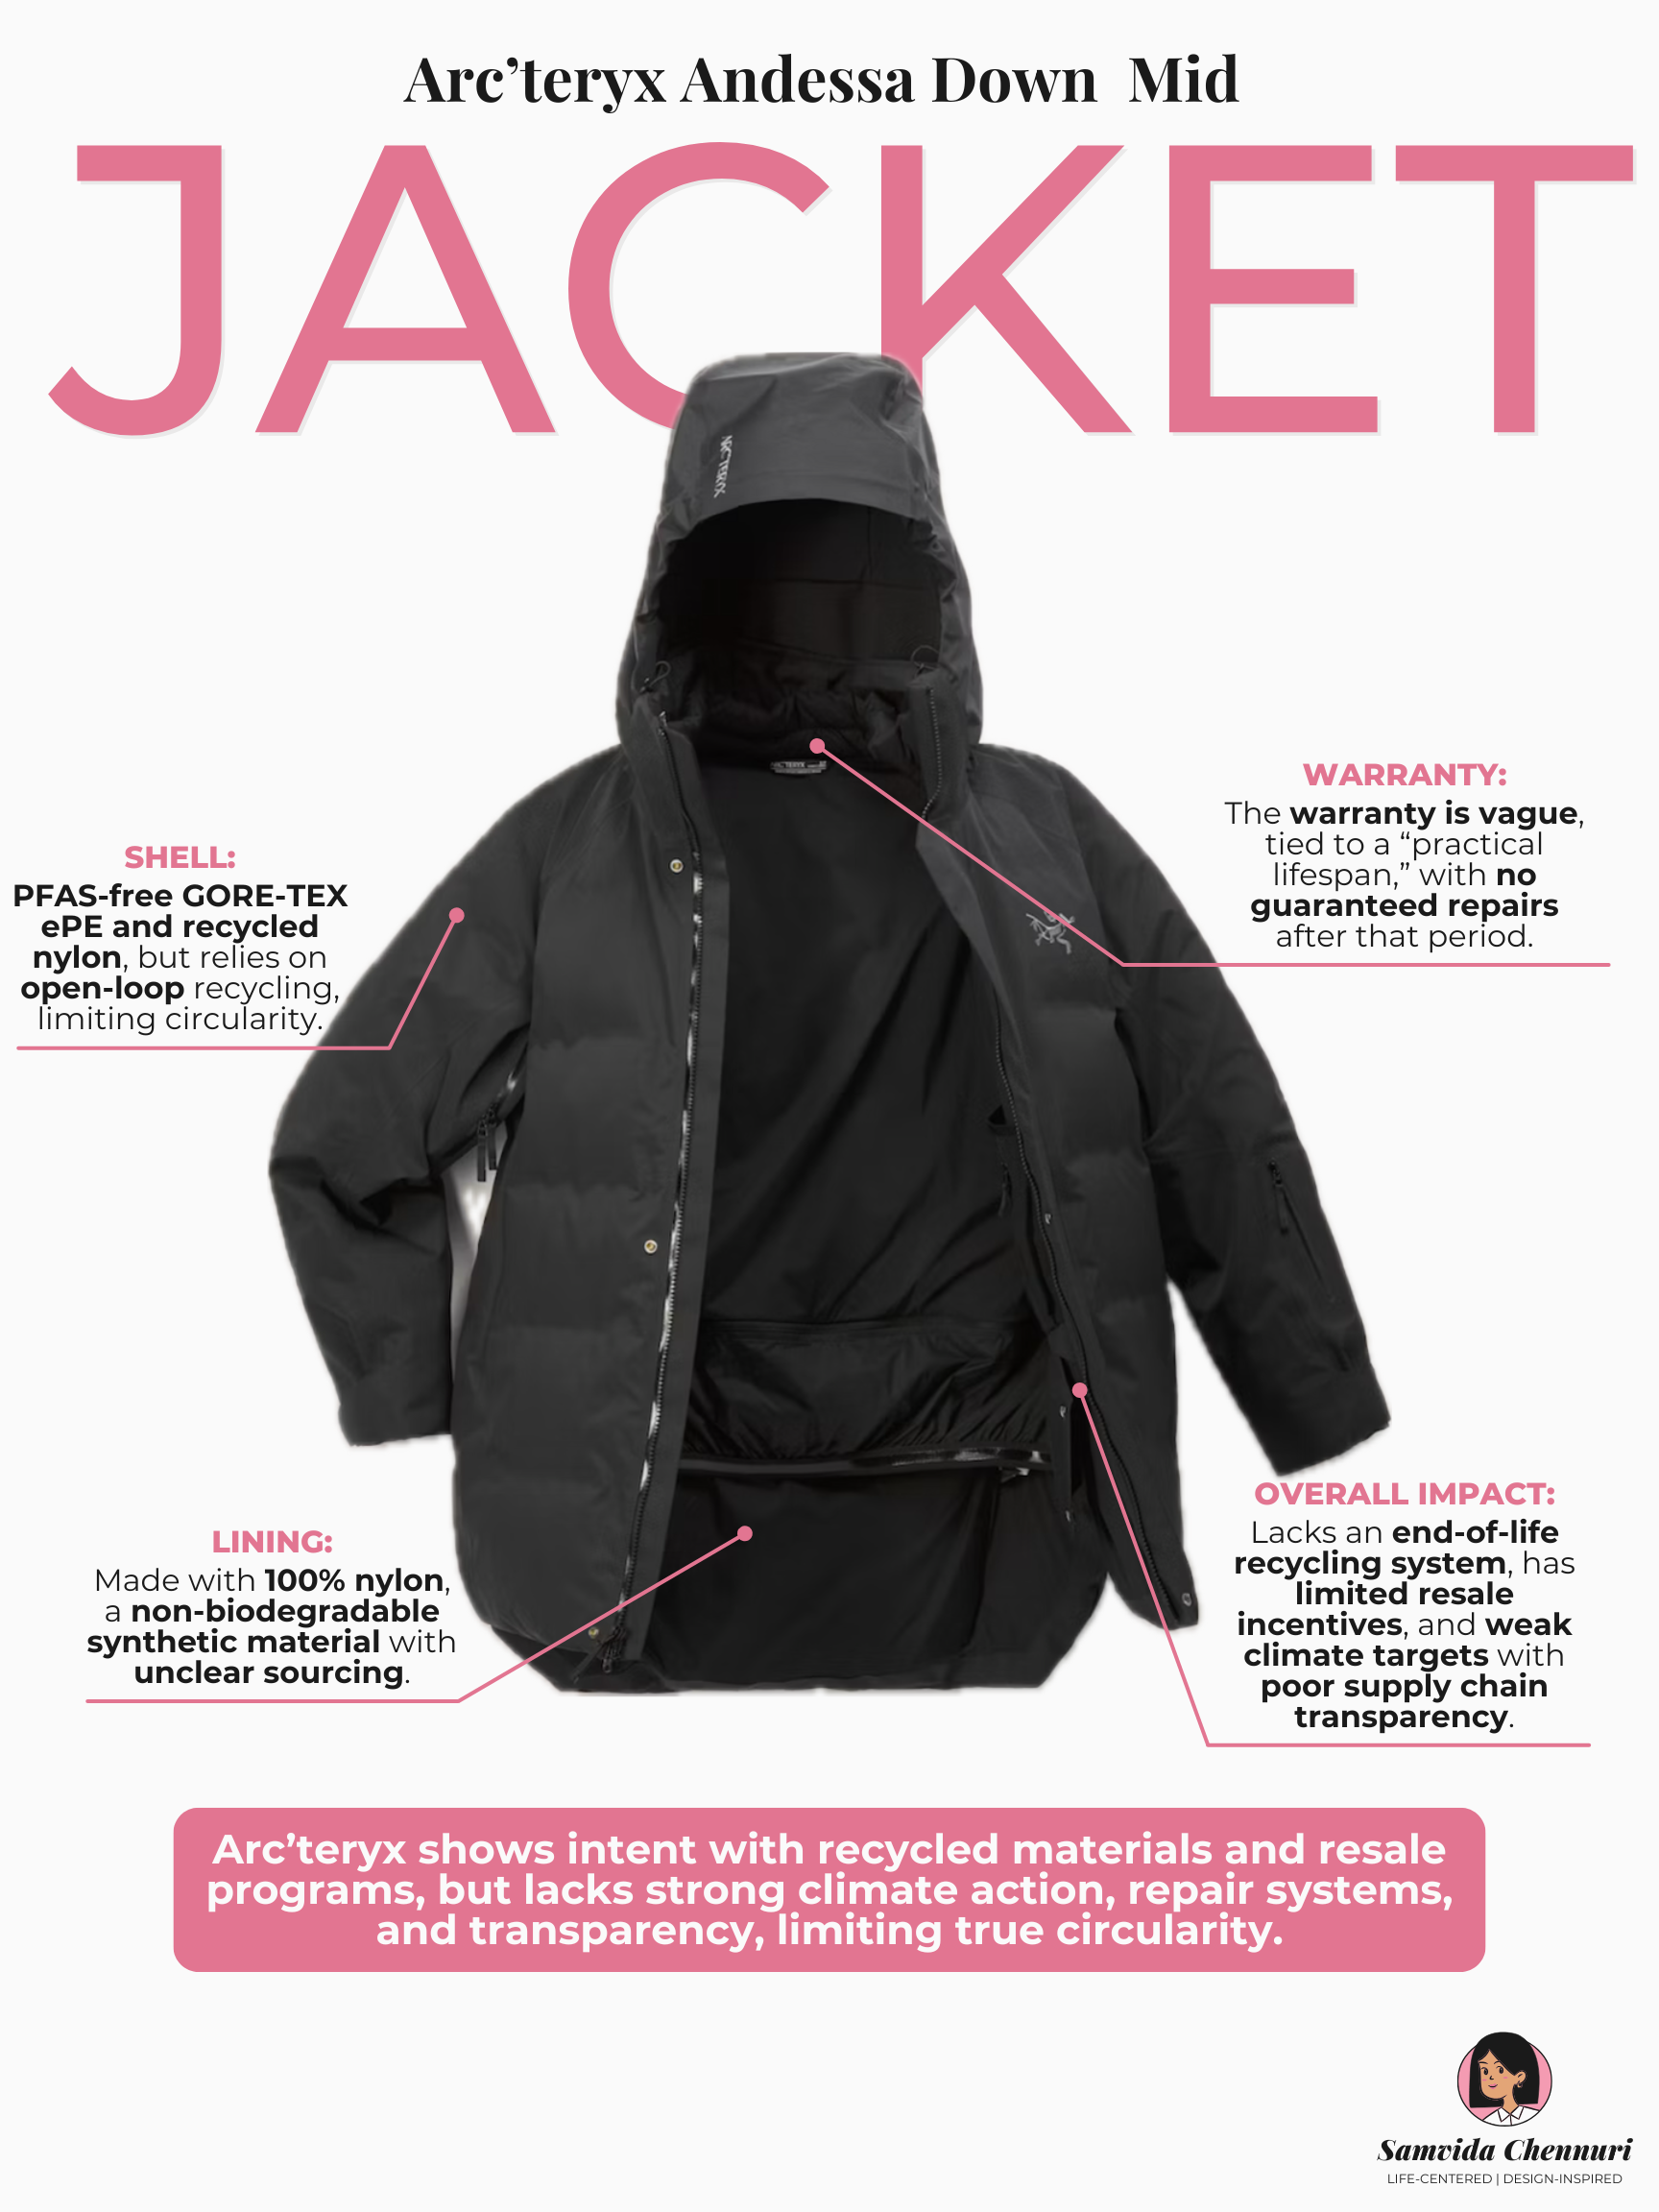 Arc’teryx Andessa Down Mid
JACKET
ARC'TERYX
WARRANTY:
The warranty is vague,
tied to a “practical
lifespan,” with no
guaranteed repairs
after that period.
SHELL:
PFAS-free GORE-TEX
ePE and recycled
nylon, but relies on
open-loop recycling,
limiting circularity.
OVERALL IMPACT:
Lacks an end-of-life
recycling system, has
limited resale
incentives, and weak
climate targets with
poor supply chain
transparency.
LINING:
Made with 100% nylon,
a non-biodegradable
synthetic material with
unclear sourcing.
Arc’teryx shows intent with recycled materials and resale
programs, but lacks strong climate action, repair systems,
and transparency, limiting true circularity.
Samvida Chennuri
LIFE-CENTERED | DESIGN-INSPIRED